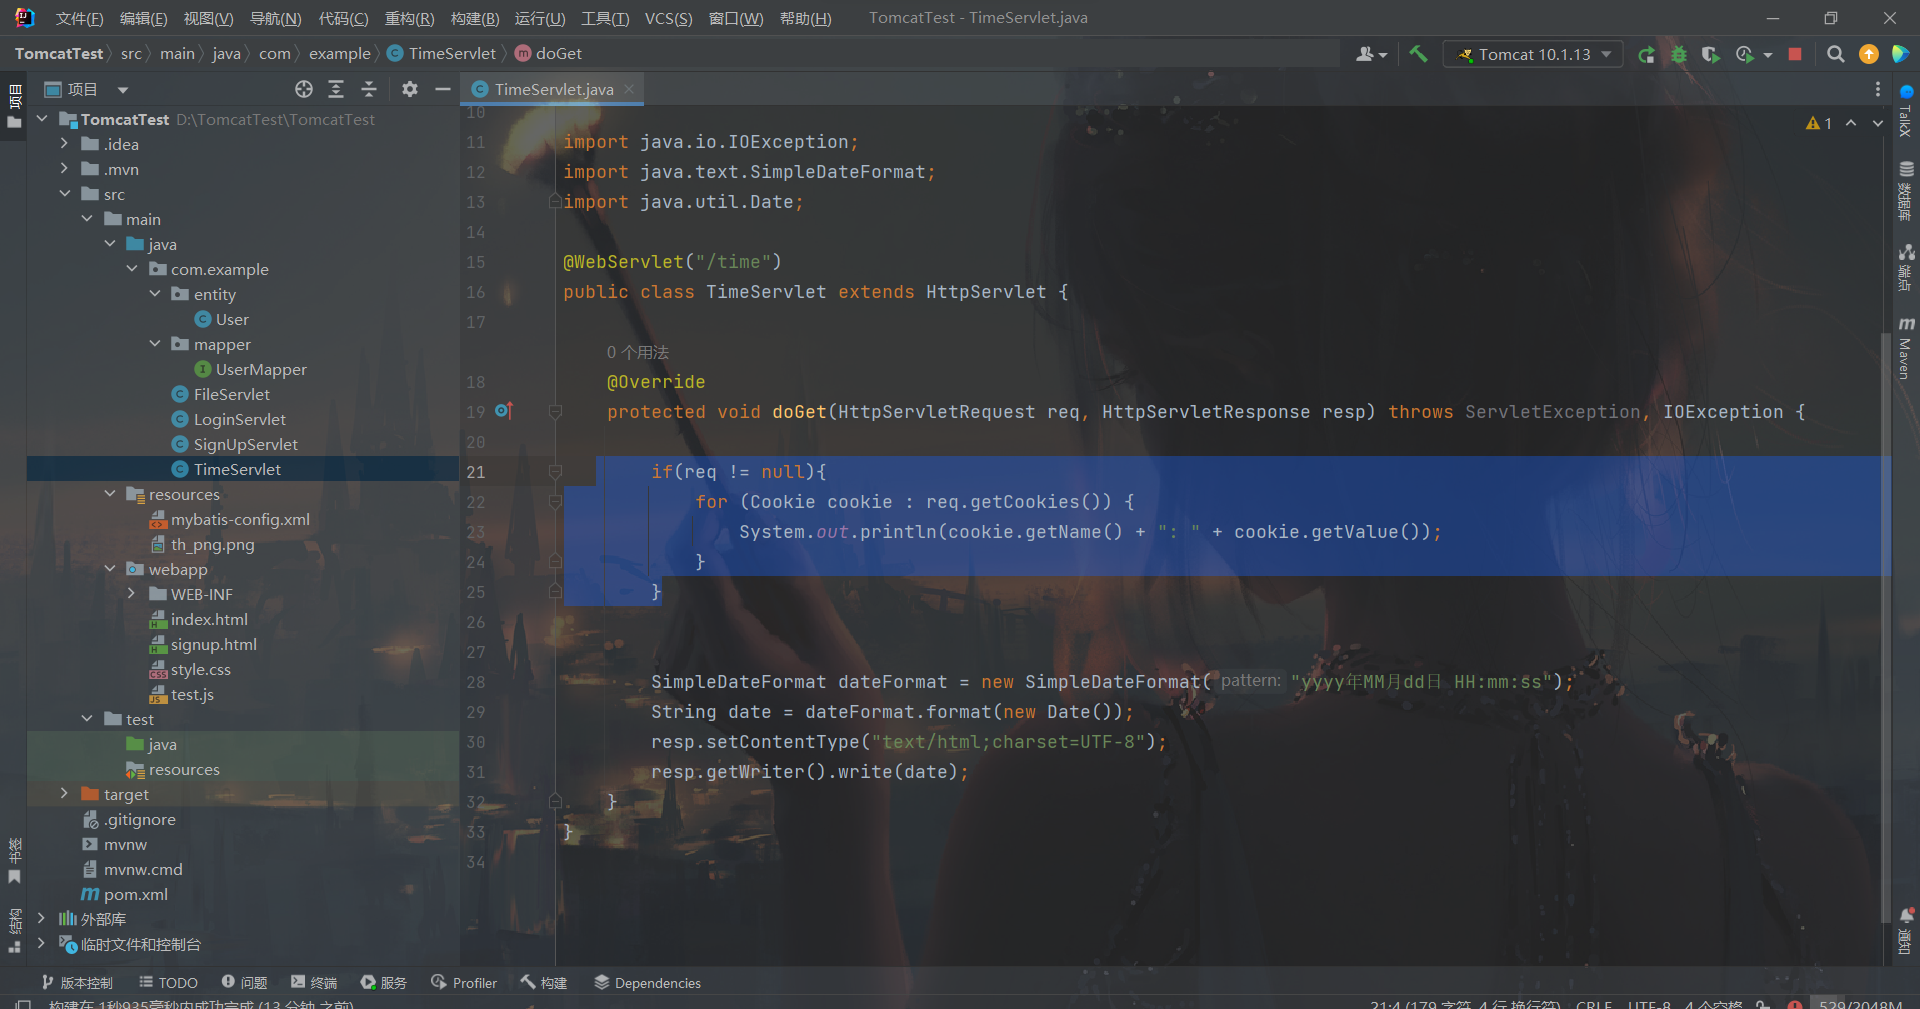 文件(F) 编辑(E) 视图(V) 导航(N) 代码(C) 重构(R) 构建(B) 运行(U) 工具(T) VCS(S) 窗口(W) 帮助(H) TomcatTest - TimeServlet.java
TomcatTest src main java com example TimeServlet doGet
Tomcat 10.1.13
项目
项目
TimeServlet.java
TomcatTest D:\TomcatTest\TomcatTest
.idea
.mvn
src
main
java
com.example
entity
User
mapper
UserMapper
FileServlet
LoginServlet
SignUpServlet
TimeServlet
resources
mybatis-config.xml
th_png.png
webapp
WEB-INF
index.html
signup.html
style.css
test.js
test
java
resources
target
.gitignore
mvnw
mvnw.cmd
pom.xml
外部库
临时文件和控制台
书签
结构
1
10
11 import java.io.IOException;
12 import java.text.SimpleDateFormat;
13 import java.util.Date;
14
15 @WebServlet("/time")
16 public class TimeServlet extends HttpServlet {
17
0 个用法
18 @Override
19 protected void doGet(HttpServletRequest req, HttpServletResponse resp) throws ServletException, IOException {
20
21 if(req != null){
22 for (Cookie cookie : req.getCookies()) {
23 System.out.println(cookie.getName() + ": " + cookie.getValue());
24 }
25 }
26
27
28 SimpleDateFormat dateFormat = new SimpleDateFormat( pattern: "yyyy年MM月dd日 HH:mm:ss");
29 String date = dateFormat.format(new Date());
30 resp.setContentType("text/html;charset=UTF-8");
31 resp.getWriter().write(date);
32 }
33 }
34
TalkX
数据库
端点
Maven
通知
版本控制 TODO 问题 终端 服务 Profiler 构建 Dependencies
构建在 1秒935毫秒内成功完成 (13 分钟 之前)
21:4 (179 字符, 4 行 换行符) CRLF UTF-8 4 个空格 529/2048M